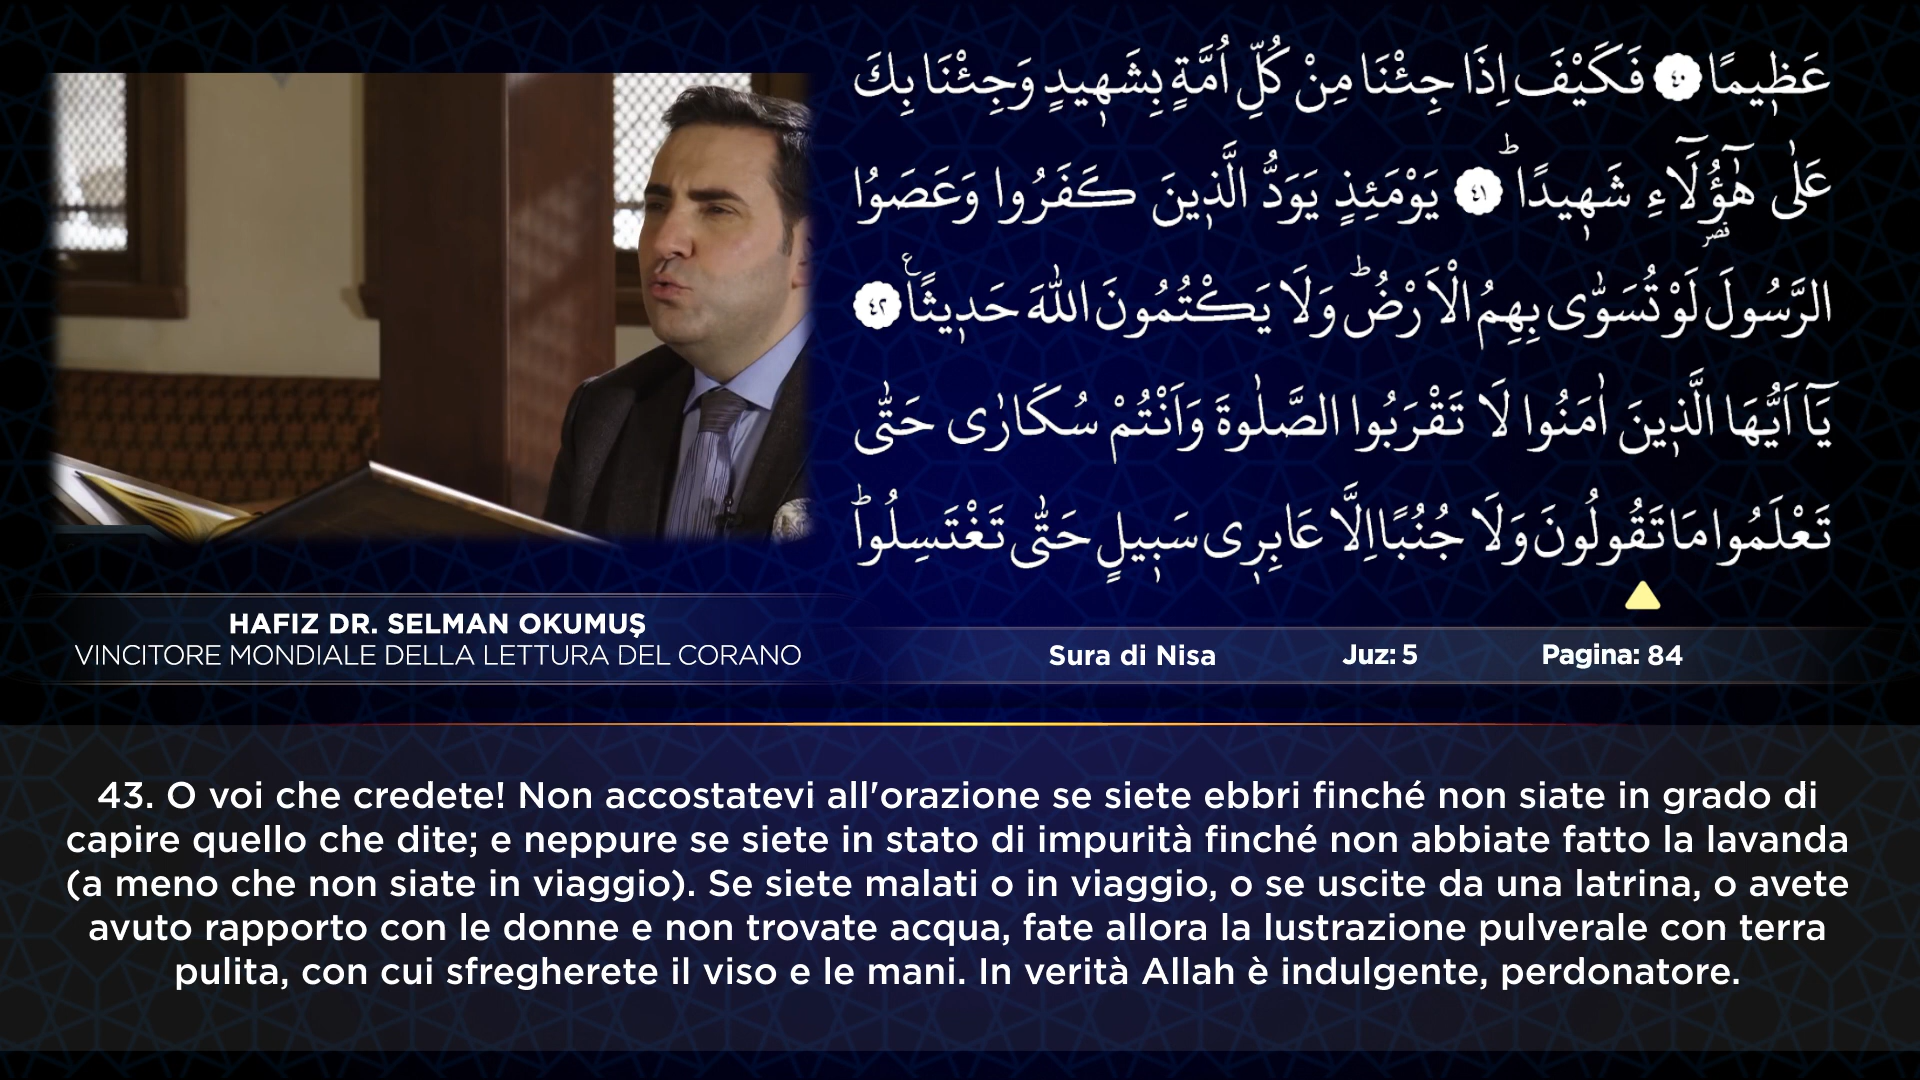 عَظ۪يمًا ﴿٤٠﴾ فَكَيْفَ اِذَا جِئْنَا مِنْ كُلِّ اُمَّةٍ بِشَه۪يدٍ وَجِئْنَا بِكَ
عَلٰى هٰٓؤُ۬لَٓاءِ شَه۪يدًاۜ ﴿٤١﴾ يَوْمَئِذٍ يَوَدُّ الَّذ۪ينَ كَفَرُوا وَعَصَوُا
قصر
الرَّسُولَ لَوْ تُسَوّٰى بِهِمُ الْاَرْضُۜ وَلَا يَكْتُمُونَ اللّٰهَ حَد۪يثًا۟ ﴿٤٢﴾
يَٓا اَيُّهَا الَّذ۪ينَ اٰمَنُوا لَا تَقْرَبُوا الصَّلٰوةَ وَاَنْتُمْ سُكَارٰى حَتّٰى
تَعْلَمُوا مَا تَقُولُونَ وَلَا جُنُبًا اِلَّا عَابِر۪ى سَب۪يلٍ حَتّٰى تَغْتَسِلُواۜ
HAFIZ DR. SELMAN OKUMUŞ
VINCITORE MONDIALE DELLA LETTURA DEL CORANO
Sura di Nisa Juz: 5 Pagina: 84
43. O voi che credete! Non accostatevi all'orazione se siete ebbri finché non siate in grado di
capire quello che dite; e neppure se siete in stato di impurità finché non abbiate fatto la lavanda
(a meno che non siate in viaggio). Se siete malati o in viaggio, o se uscite da una latrina, o avete
avuto rapporto con le donne e non trovate acqua, fate allora la lustrazione pulverale con terra
pulita, con cui sfregherete il viso e le mani. In verità Allah è indulgente, perdonatore.